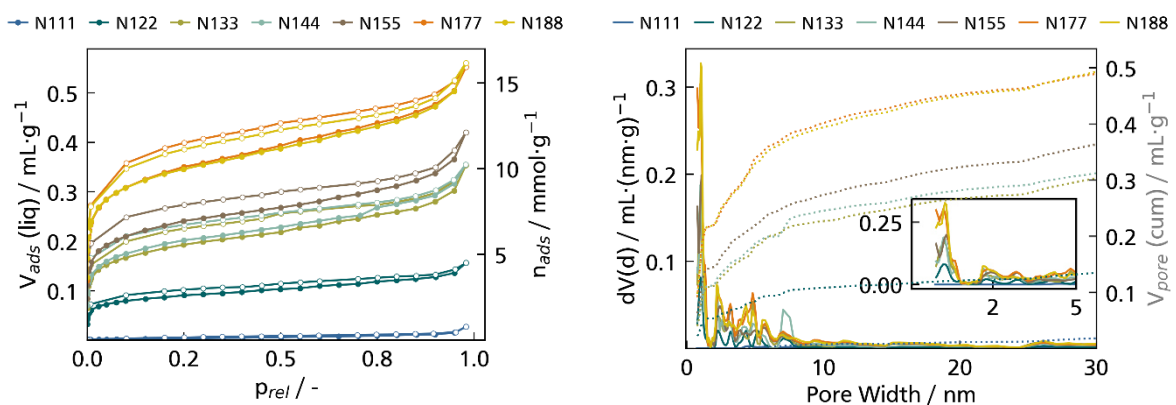 N111 N122 N133 N144 N155 N177 N188
V_ads (liq) / mL·g⁻¹
0.5
0.4
0.3
0.2
0.1
0.0 0.2 0.5 0.8 1.0
p_rel / -
15
10
5
n_ads / mmol·g⁻¹
N111 N122 N133 N144 N155 N177 N188
dV(d) / mL·(nm·g)⁻¹
0.3
0.2
0.1
0 10 20 30
Pore Width / nm
0.5
0.4
0.3
0.2
0.1
V_pore (cum) / mL·g⁻¹
0.25
0.00
2 5